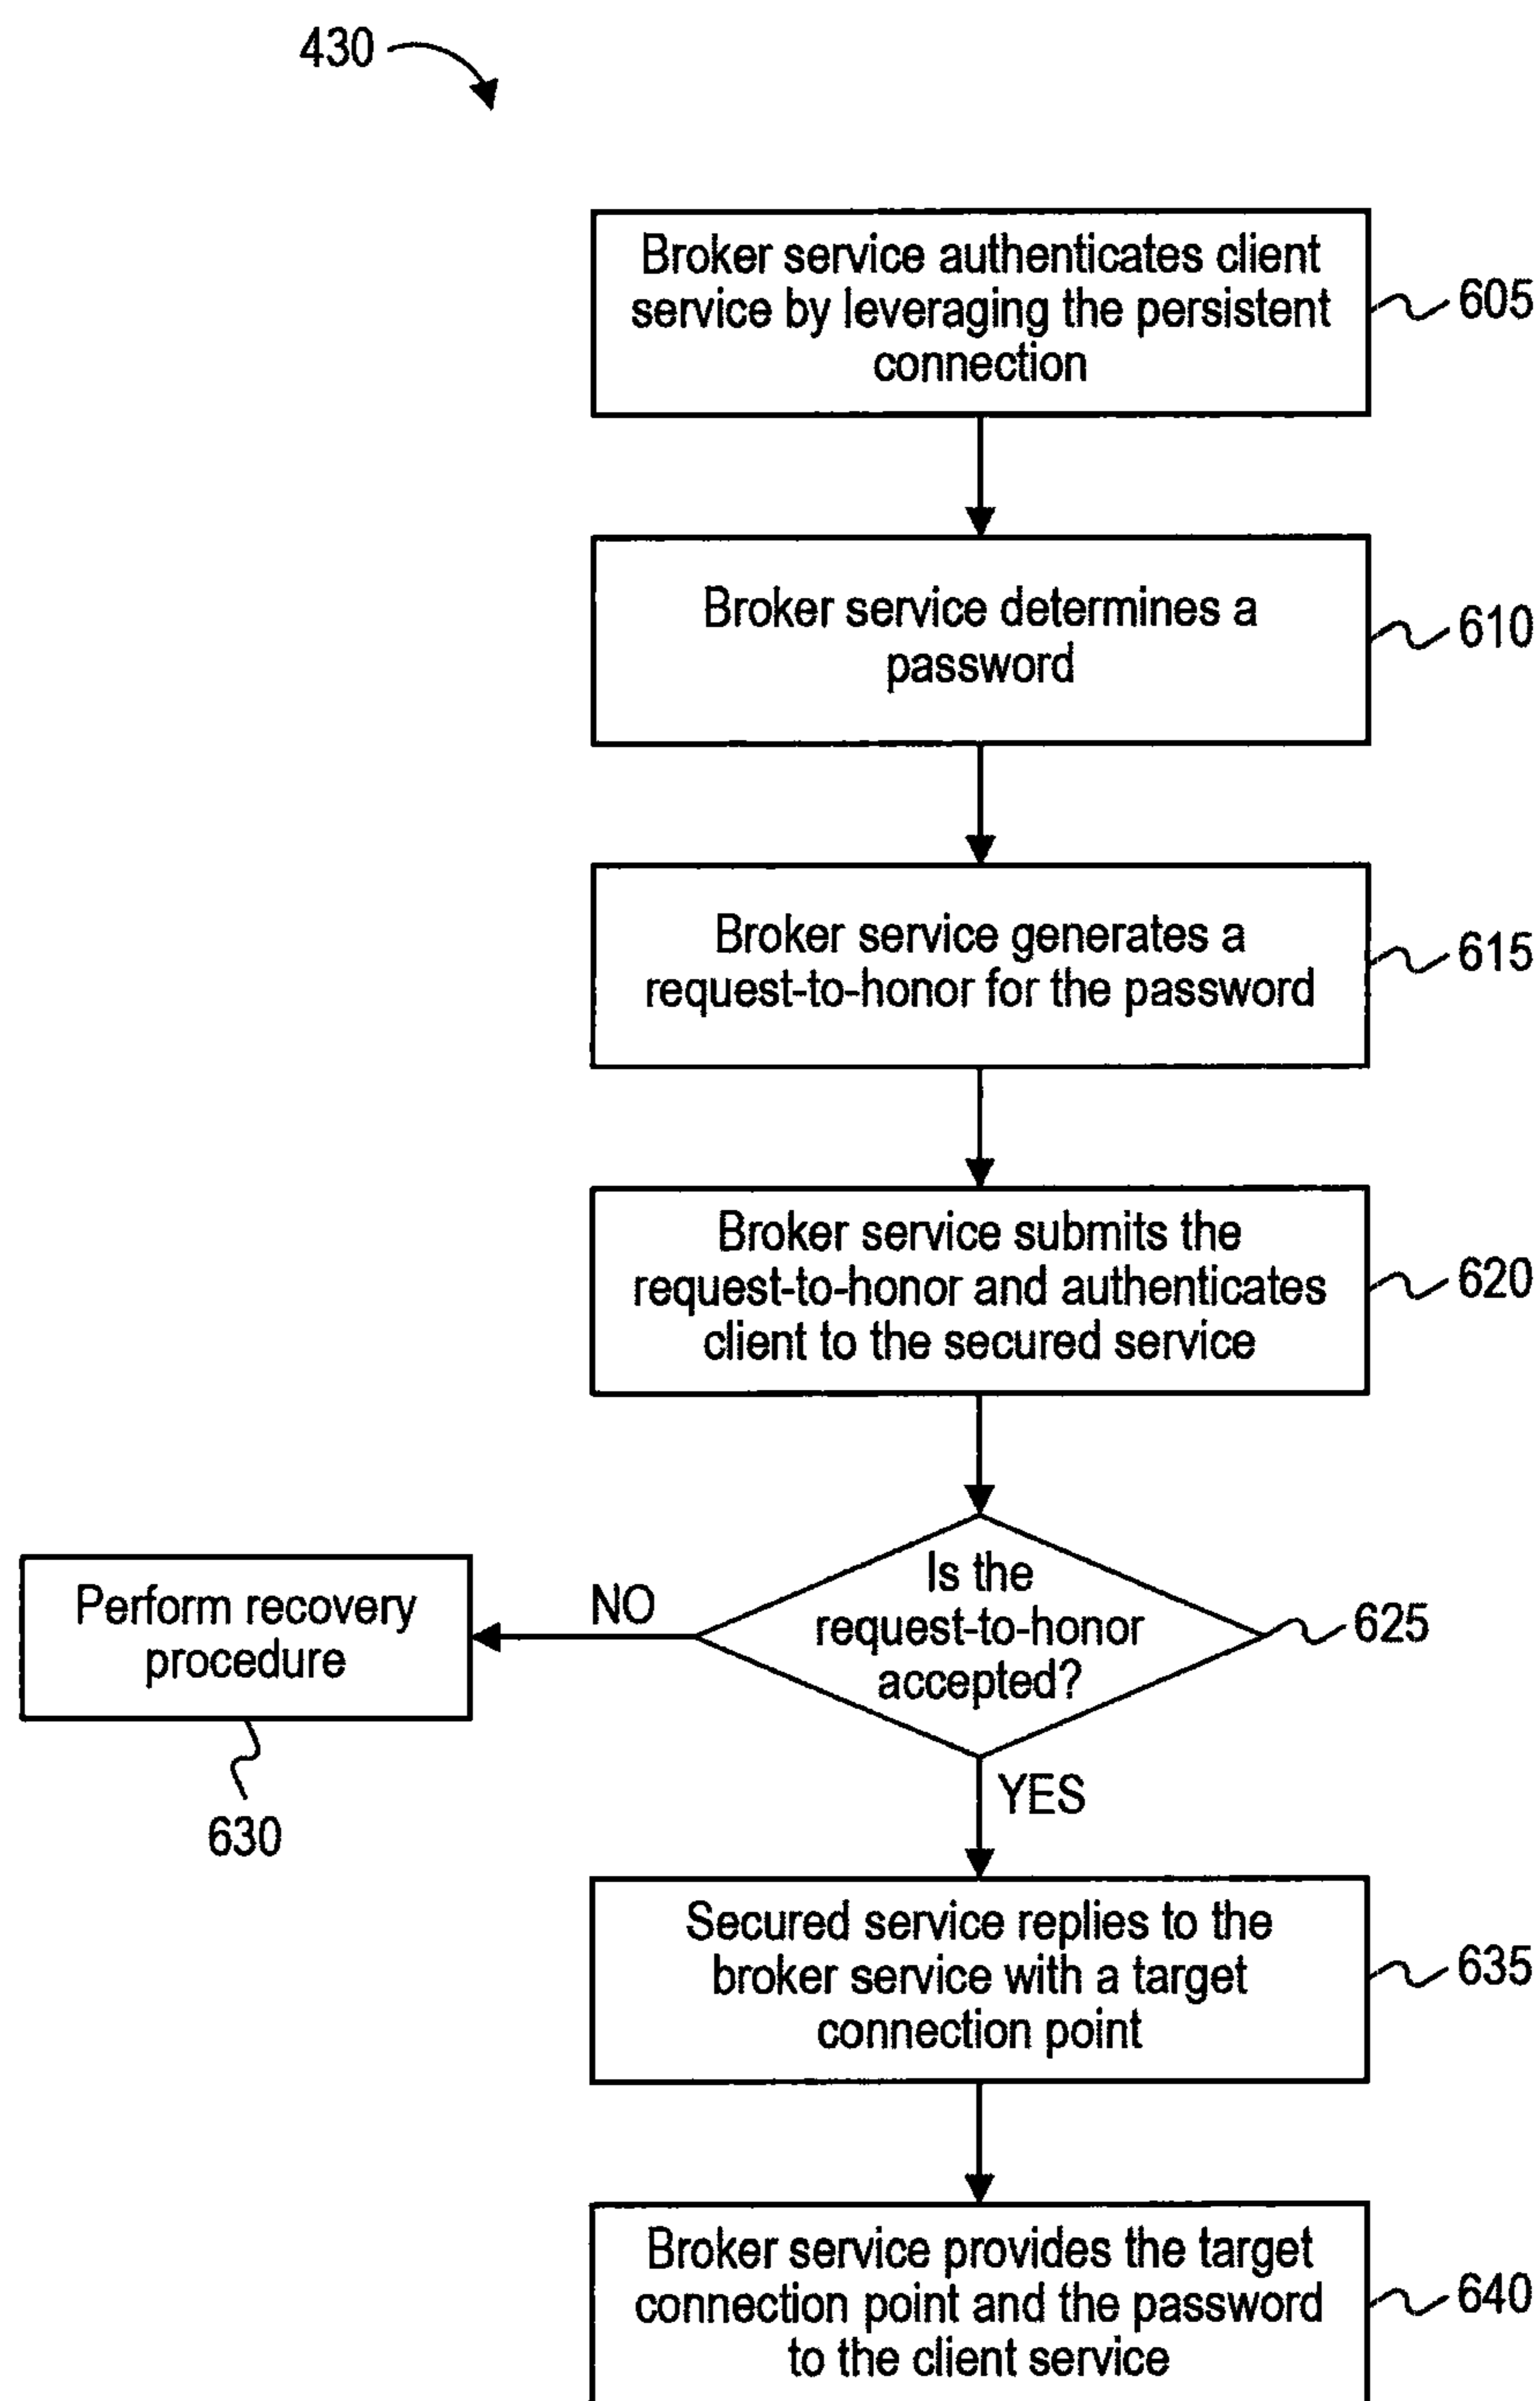 430
Broker service authenticates client
service by leveraging the persistent
connection
605
Broker service determines a
password
610
Broker service generates a
request-to-honor for the password
615
Broker service submits the
request-to-honor and authenticates
client to the secured service
620
Is the
request-to-honor
accepted?
625
NO
Perform recovery
procedure
630
YES
Secured service replies to the
broker service with a target
connection point
635
Broker service provides the target
connection point and the password
to the client service
640